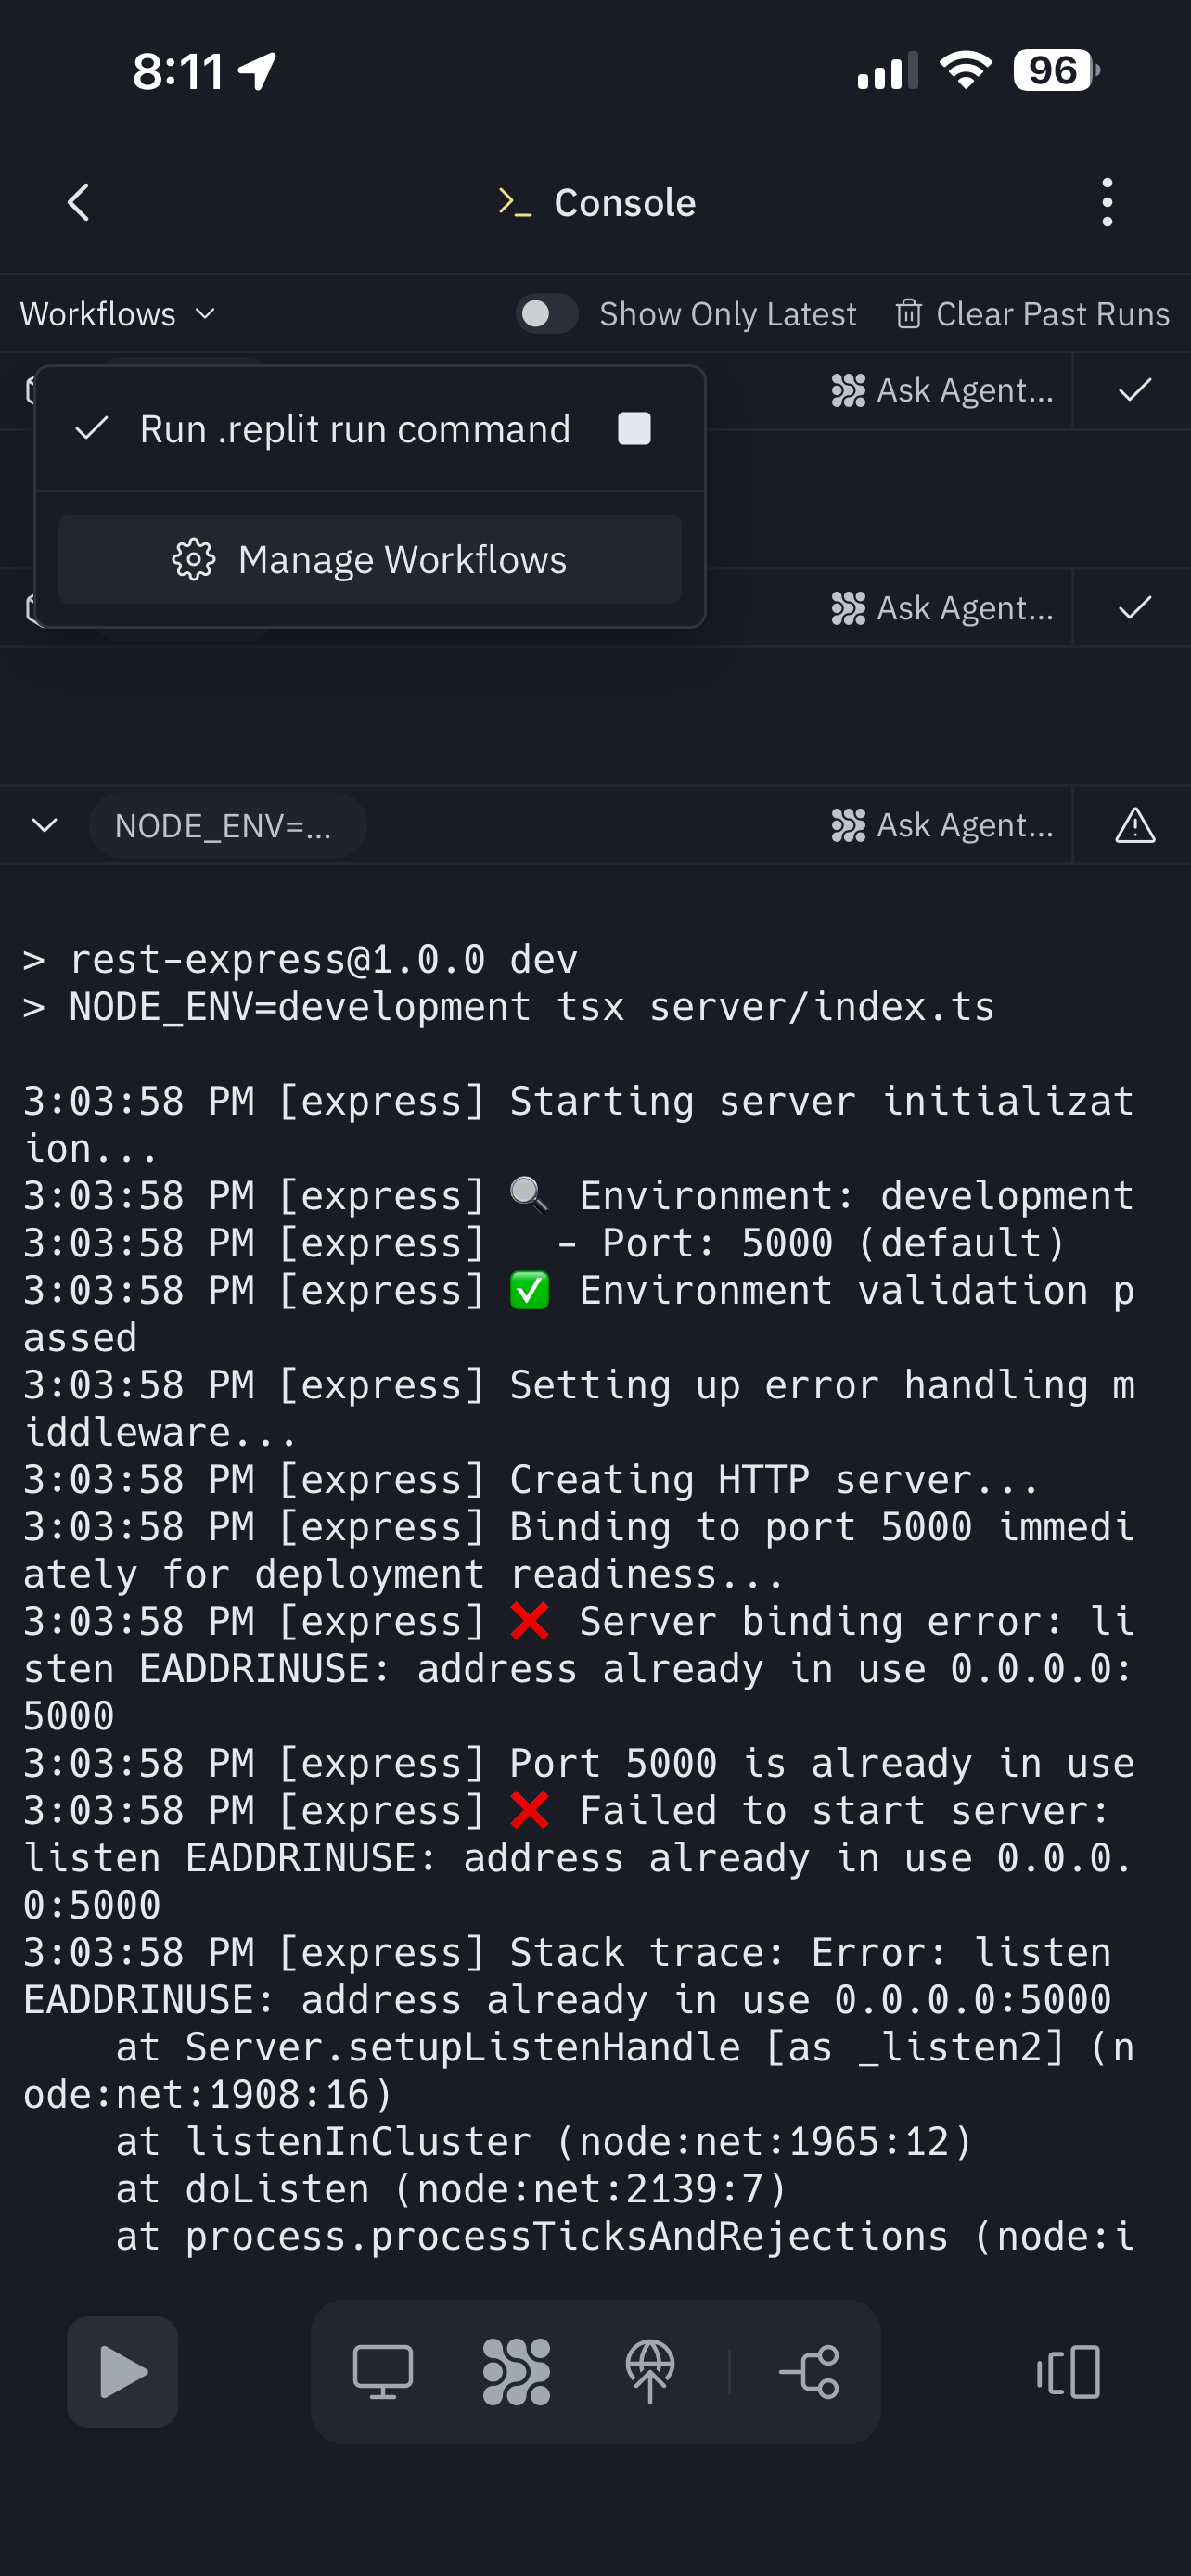 8:11
96
>_ Console
Workflows
Show Only Latest
Clear Past Runs
Ask Agent...
Run .replit run command
Manage Workflows
Ask Agent...
NODE_ENV=...
Ask Agent...
> rest-express@1.0.0 dev
> NODE_ENV=development tsx server/index.ts
3:03:58 PM [express] Starting server initializat
ion...
3:03:58 PM [express] 🔍 Environment: development
3:03:58 PM [express]   - Port: 5000 (default)
3:03:58 PM [express] ✅ Environment validation p
assed
3:03:58 PM [express] Setting up error handling m
iddleware...
3:03:58 PM [express] Creating HTTP server...
3:03:58 PM [express] Binding to port 5000 immedi
ately for deployment readiness...
3:03:58 PM [express] ❌ Server binding error: li
sten EADDRINUSE: address already in use 0.0.0.0:
5000
3:03:58 PM [express] Port 5000 is already in use
3:03:58 PM [express] ❌ Failed to start server:
listen EADDRINUSE: address already in use 0.0.0.
0:5000
3:03:58 PM [express] Stack trace: Error: listen
EADDRINUSE: address already in use 0.0.0.0:5000
    at Server.setupListenHandle [as _listen2] (n
ode:net:1908:16)
    at listenInCluster (node:net:1965:12)
    at doListen (node:net:2139:7)
    at process.processTicksAndRejections (node:i